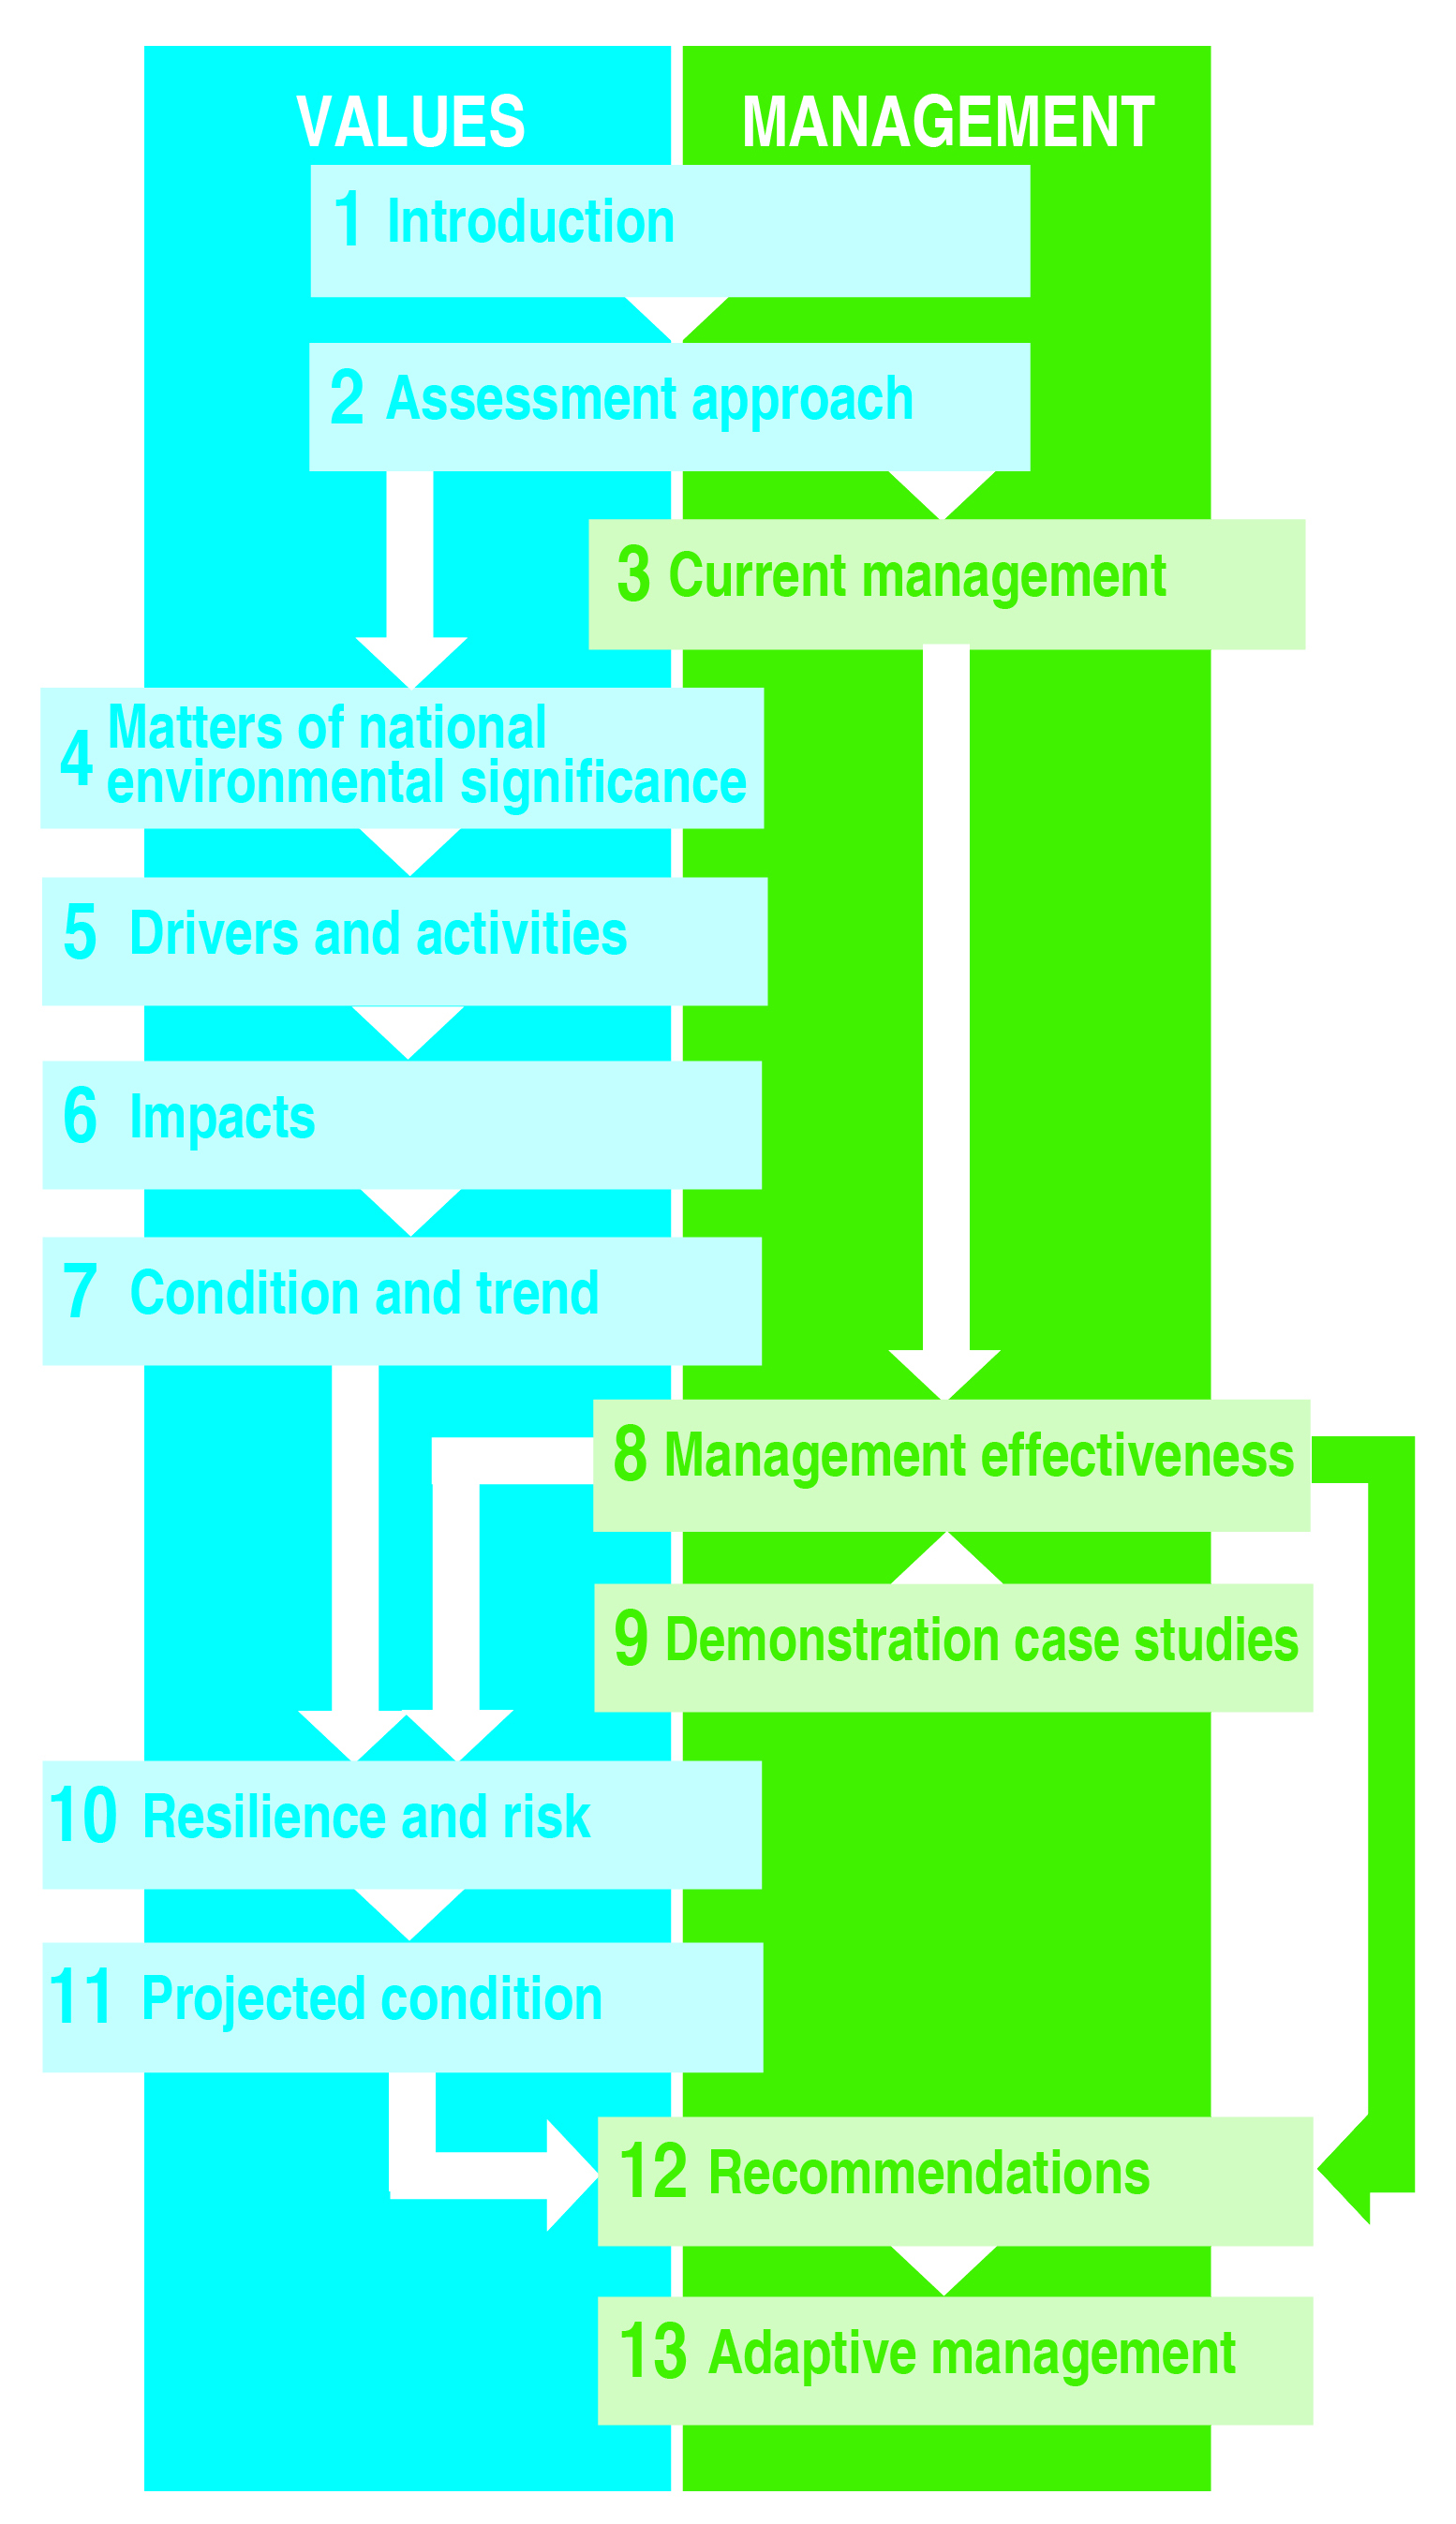 VALUES
MANAGEMENT
1 Introduction
2 Assessment approach
3 Current management
4 Matters of national
environmental significance
5 Drivers and activities
6 Impacts
7 Condition and trend
8 Management effectiveness
9 Demonstration case studies
10 Resilience and risk
11 Projected condition
12 Recommendations
13 Adaptive management